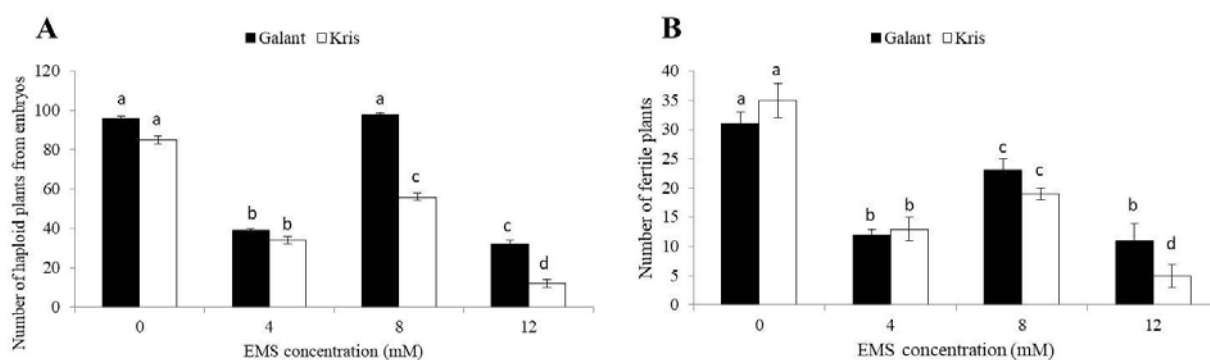 A
Galant Kris
Number of haploid plants from embryos
120
100
80
60
40
20
0
a
a
b
b
a
c
c
d
0 4 8 12
EMS concentration (mM)
B
Galant Kris
Number of fertile plants
40
35
30
25
20
15
10
5
0
a
a
b
b
c
c
b
d
0 4 8 12
EMS concentration (mM)